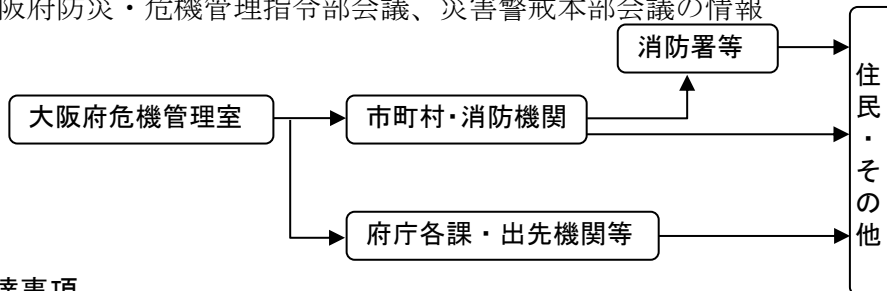 阪府防災・危機管理指令部会議、災害警戒本部会議の情報
消防署等
大阪府危機管理室
市町村・消防機関
府庁各課・出先機関等
住民・その他
達事項